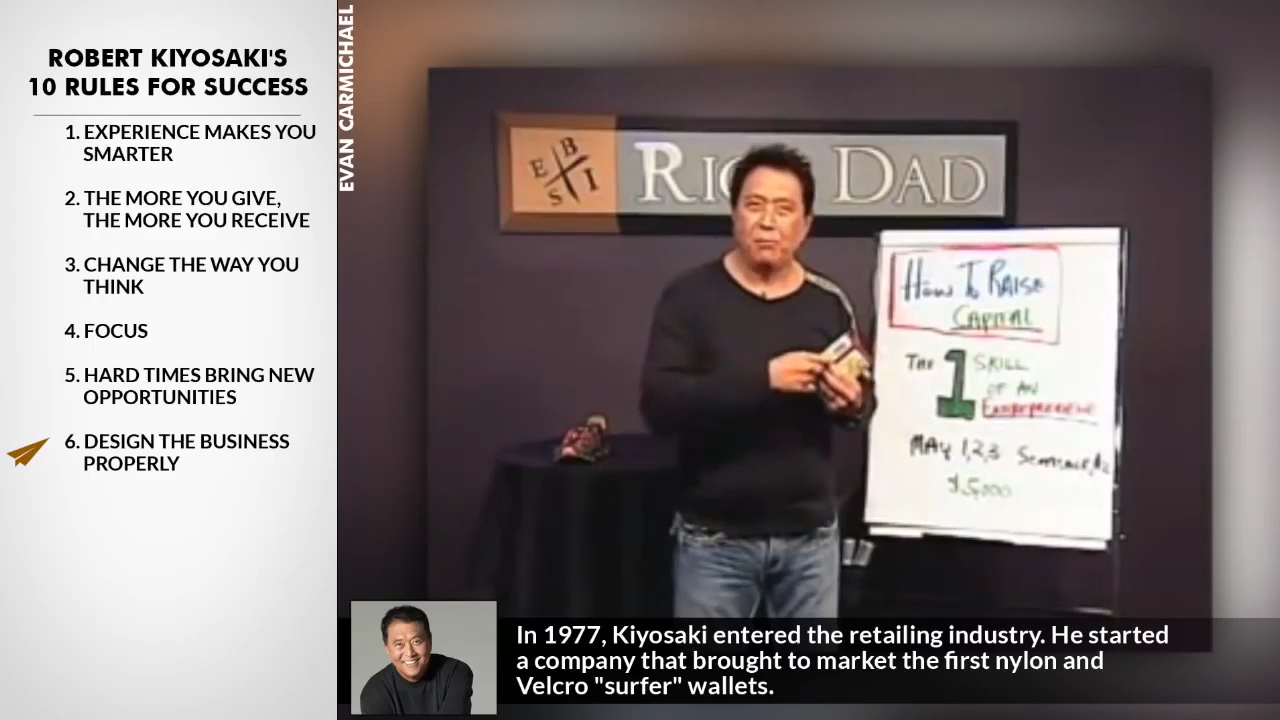 ROBERT KIYOSAKI'S
10 RULES FOR SUCCESS
1. EXPERIENCE MAKES YOU
SMARTER
2. THE MORE YOU GIVE,
THE MORE YOU RECEIVE
3. CHANGE THE WAY YOU
THINK
4. FOCUS
5. HARD TIMES BRING NEW
OPPORTUNITIES
6. DESIGN THE BUSINESS
PROPERLY
EVAN CARMICHAEL
E B
S I
DAD
HOW TO RAISE
CAPITAL
THE 1 SKILL
OF AN
MAY 1,2,3
$5,000
In 1977, Kiyosaki entered the retailing industry. He started
a company that brought to market the first nylon and
Velcro "surfer" wallets.